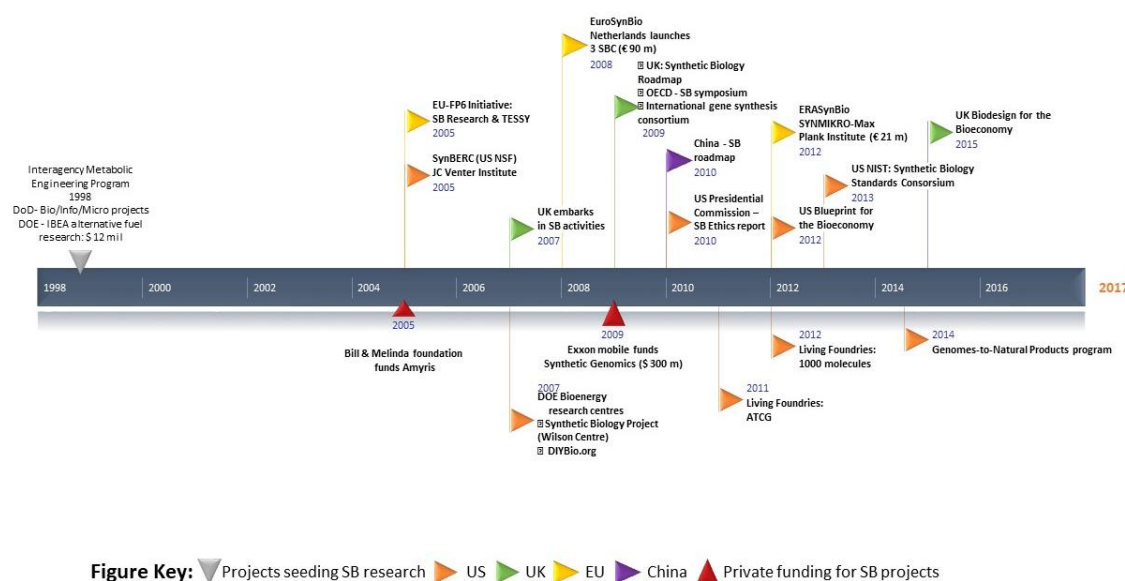 EuroSynBio
Netherlands launches
3 SBC (€ 90 m)
2008
UK: Synthetic Biology
Roadmap
OECD - SB symposium
International gene synthesis
consortium
2009
EU-FP6 Initiative:
SB Research & TESSY
2005
ERASynBio
SYNMIKRO-Max
Plank Institute (€ 21 m)
2012
UK Biodesign for the
Bioeconomy
2015
Interagency Metabolic
Engineering Program
1998
DoD- Bio/Info/Micro projects
DOE - IBEA alternative fuel
research: $ 12 mil
SynBERC (US NSF)
JC Venter Institute
2005
China - SB
roadmap
2010
US NIST: Synthetic Biology
Standards Consortium
2013
UK embarks
in SB activities
2007
US Presidential
Commission –
SB Ethics report
2010
US Blueprint for
the Bioeconomy
2012
1998 2000 2002 2004 2006 2008 2010 2012 2014 2016 2017
2005
Bill & Melinda foundation
funds Amyris
2009
Exxon mobile funds
Synthetic Genomics ($ 300 m)
2012
Living Foundries:
1000 molecules
2014
Genomes-to-Natural Products program
2007
DOE Bioenergy
research centres
Synthetic Biology Project
(Wilson Centre)
DIYBio.org
2011
Living Foundries:
ATCG
Figure Key: Projects seeding SB research US UK EU China Private funding for SB projects